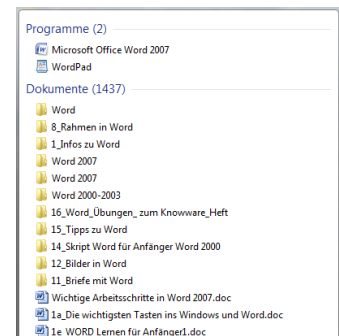 Programme (2)
Microsoft Office Word 2007
WordPad
Dokumente (1437)
Word
8_Rahmen in Word
1_Infos zu Word
Word 2007
Word 2007
Word 2000-2003
16_Word_Übungen_ zum Knowware_Heft
15_Tipps zu Word
14_Skript Word für Anfänger Word 2000
12_Bilder in Word
11_Briefe mit Word
Wichtige Arbeitsschritte in Word 2007.doc
1a_Die wichtigsten Tasten ins Windows und Word.doc
1e_WORD Lernen für Anfänger1.doc